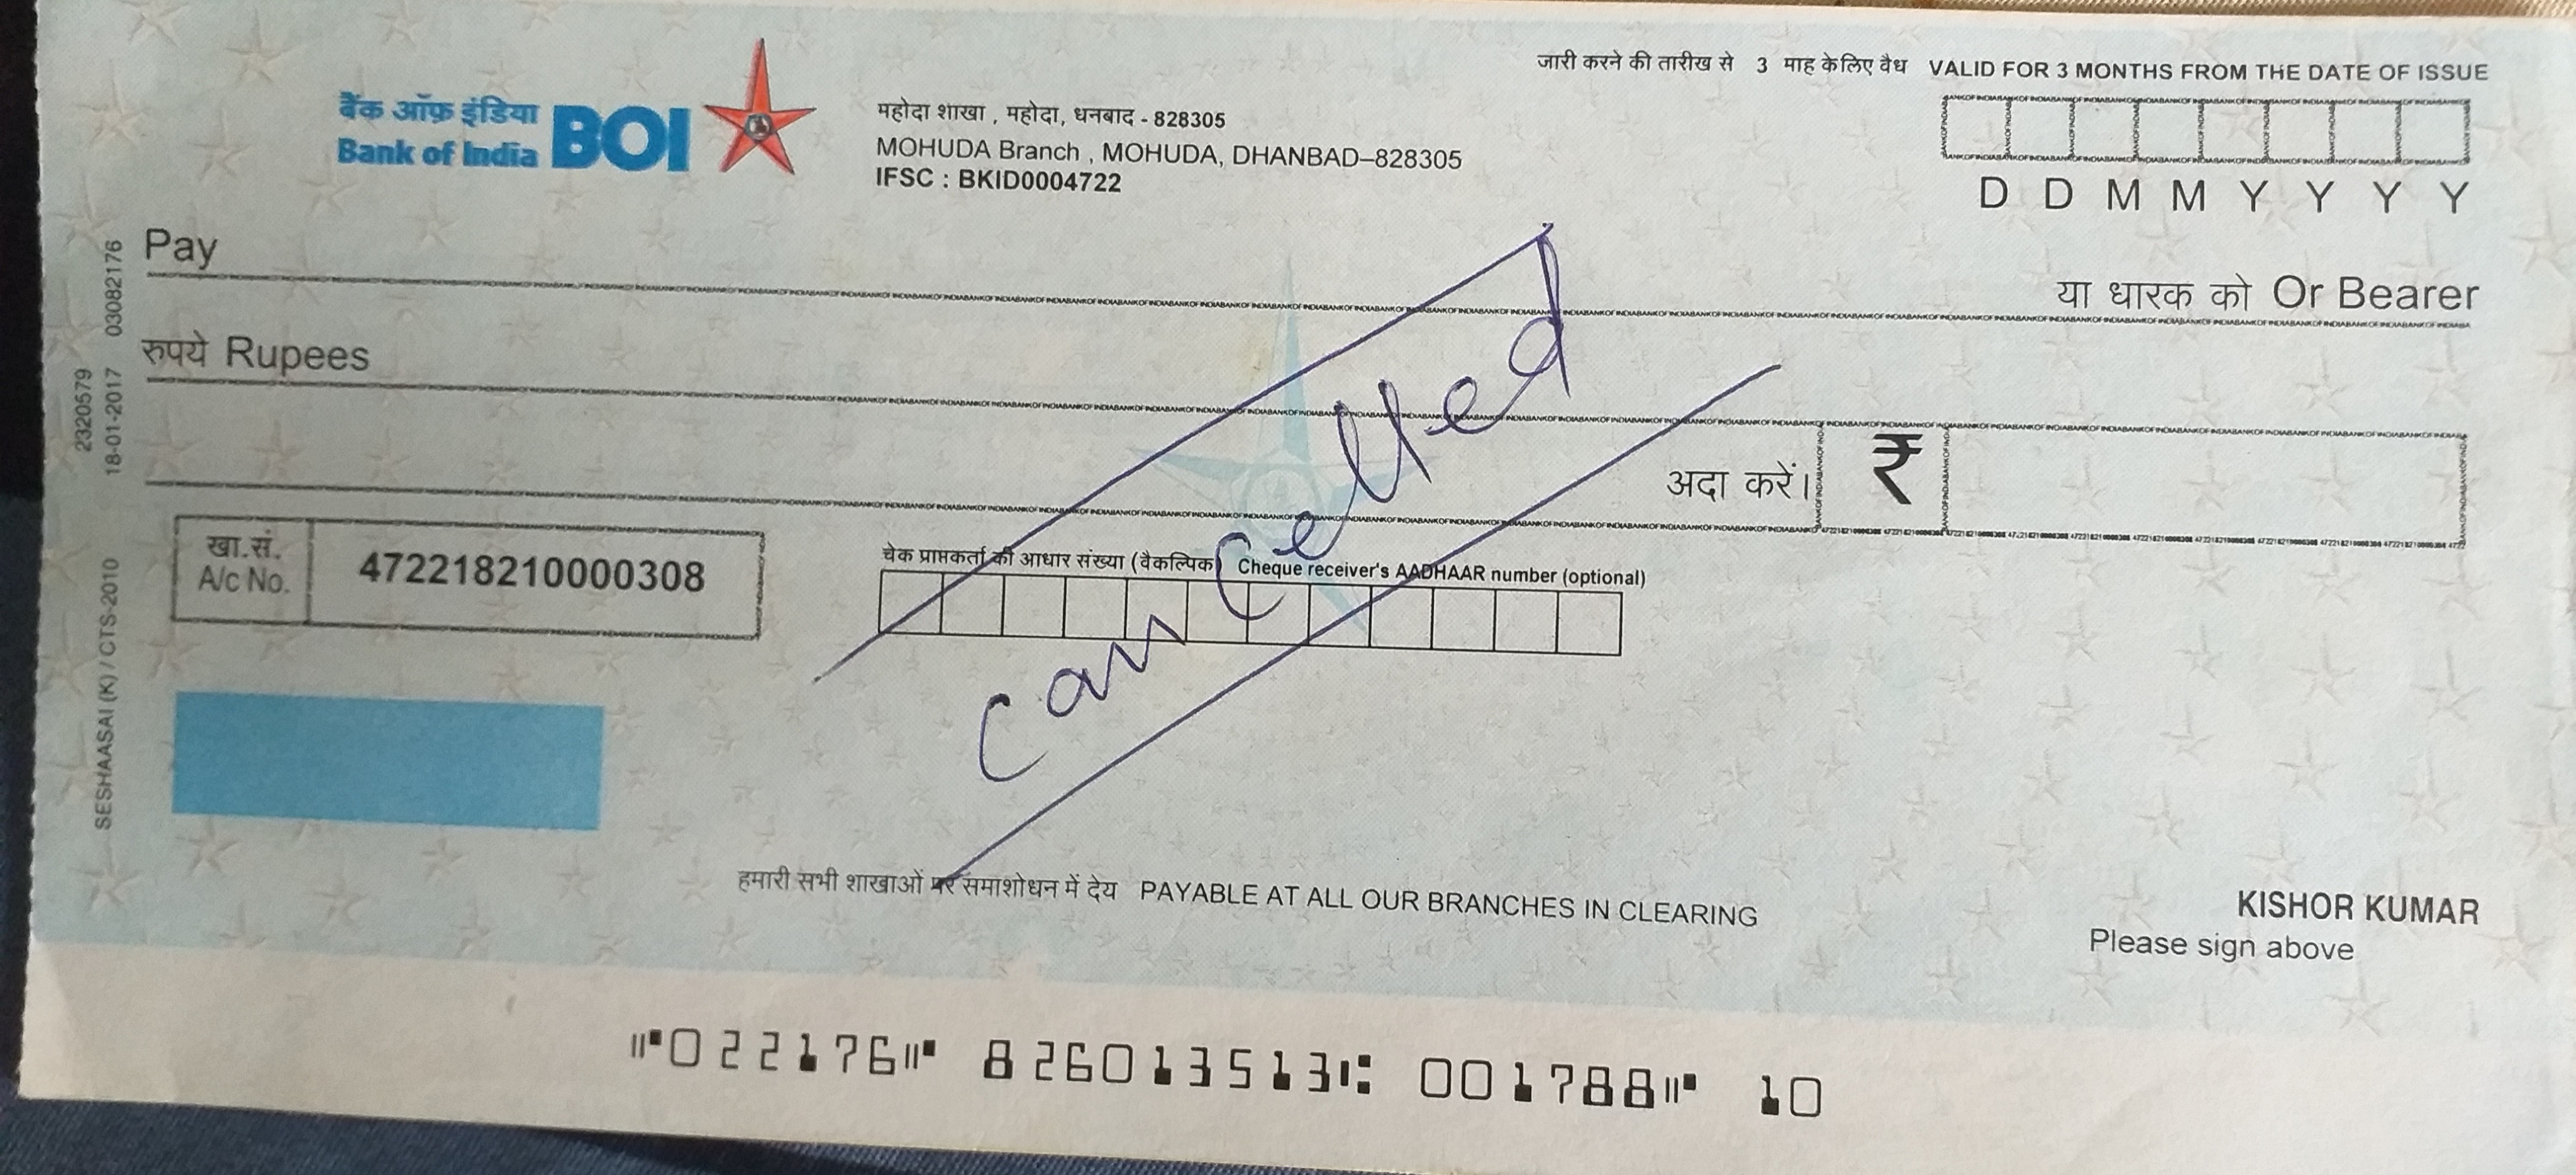 जारी करने की तारीख से 3 माह के लिए वैध VALID FOR 3 MONTHS FROM THE DATE OF ISSUE
बैंक ऑफ़ इंडिया BOI
Bank of India
महोदा शाखा , महोदा, धनबाद - 828305
MOHUDA Branch , MOHUDA, DHANBAD–828305
IFSC : BKID0004722
D D M M Y Y Y Y
Pay
या धारक को Or Bearer
रुपये Rupees
अदा करें। ₹
cancelled
खा.सं.
A/c No. 472218210000308
चेक प्राप्तकर्ता की आधार संख्या (वैकल्पिक) Cheque receiver's AADHAAR number (optional)
हमारी सभी शाखाओं पर समाशोधन में देय PAYABLE AT ALL OUR BRANCHES IN CLEARING
KISHOR KUMAR
Please sign above
022176 826013513 001788 10
2320579
18-01-2017 03082176
SESHAASAI (K) / CTS-2010